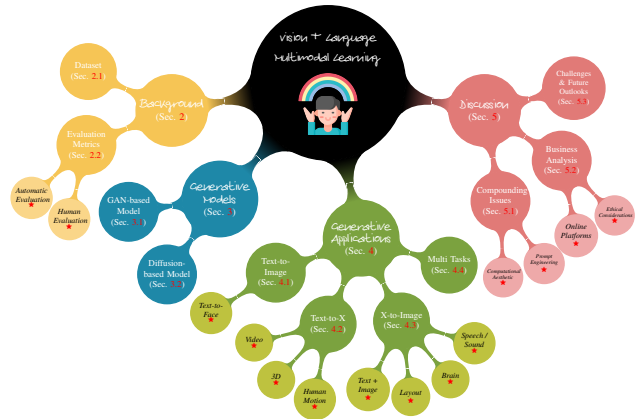 Vision + Language
Multimodal Learning
Background
(Sec. 2)
Dataset
(Sec. 2.1)
Evaluation
Metrics
(Sec. 2.2)
Automatic
Evaluation
Human
Evaluation
Generative
Models
(Sec. 3)
GAN-based
Model
(Sec. 3.1)
Diffusion-
based Model
(Sec. 3.2)
Generative
Applications
(Sec. 4)
Text-to-
Image
(Sec. 4.1)
Text-to-
Face
Text-to-X
(Sec. 4.2)
Video
3D
Human
Motion
X-to-Image
(Sec. 4.3)
Text +
Image
Layout
Brain
Speech /
Sound
Multi Tasks
(Sec. 4.4)
Discussion
(Sec. 5)
Compounding
Issues
(Sec. 5.1)
Computational
Aesthetic
Prompt
Engineering
Business
Analysis
(Sec. 5.2)
Online
Platforms
Ethical
Considerations
Challenges
& Future
Outlooks
(Sec. 5.3)